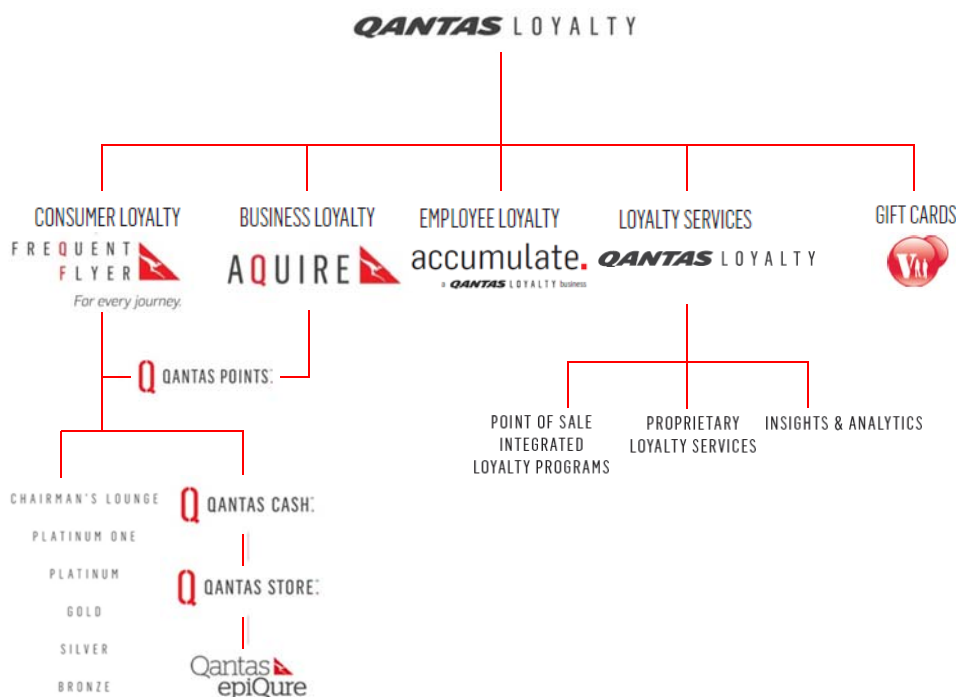 QANTAS LOYALTY
CONSUMER LOYALTY
FREQUENT
FLYER
For every journey.
BUSINESS LOYALTY
AQUIRE
EMPLOYEE LOYALTY
accumulate.
a QANTAS LOYALTY business
LOYALTY SERVICES
QANTAS LOYALTY
GIFT CARDS
V
QANTAS POINTS
POINT OF SALE
INTEGRATED
LOYALTY PROGRAMS
PROPRIETARY
LOYALTY SERVICES
INSIGHTS & ANALYTICS
CHAIRMAN'S LOUNGE
PLATINUM ONE
PLATINUM
GOLD
SILVER
BRONZE
QANTAS CASH
QANTAS STORE
Qantas
epiQure